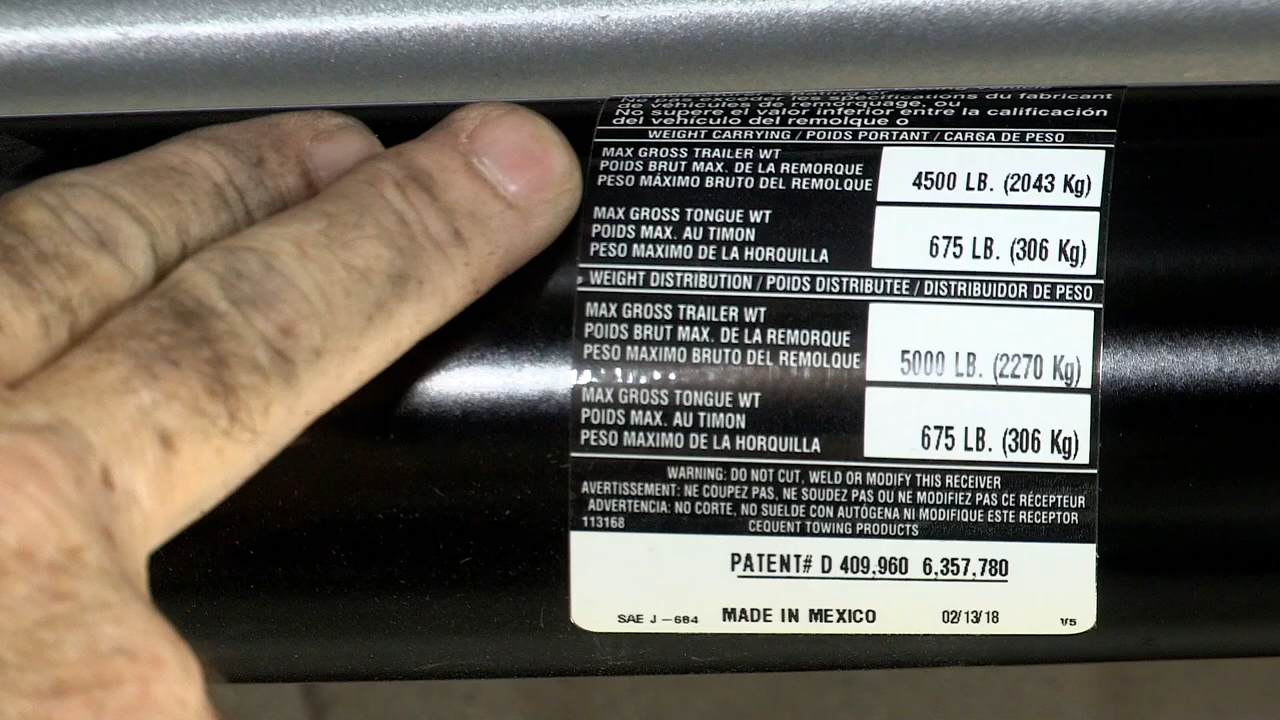 Ne pas excéder les spécifications du fabricant
de véhicules de remorquage, ou
No supere el valor inferior entre la calificación
del vehículo del remolque o
WEIGHT CARRYING / POIDS PORTANT / CARGA DE PESO
MAX GROSS TRAILER WT
POIDS BRUT MAX. DE LA REMORQUE
PESO MÁXIMO BRUTO DEL REMOLQUE
4500 LB. (2043 Kg)
MAX GROSS TONGUE WT
POIDS MAX. AU TIMON
PESO MAXIMO DE LA HORQUILLA
675 LB. (306 Kg)
WEIGHT DISTRIBUTION / POIDS DISTRIBUTEE / DISTRIBUIDOR DE PESO
MAX GROSS TRAILER WT
POIDS BRUT MAX. DE LA REMORQUE
PESO MAXIMO BRUTO DEL REMOLQUE
5000 LB. (2270 Kg)
MAX GROSS TONGUE WT
POIDS MAX. AU TIMON
PESO MAXIMO DE LA HORQUILLA
675 LB. (306 Kg)
WARNING: DO NOT CUT, WELD OR MODIFY THIS RECEIVER
AVERTISSEMENT: NE COUPEZ PAS, NE SOUDEZ PAS OU NE MODIFIEZ PAS CE RÉCEPTEUR
ADVERTENCIA: NO CORTE, NO SUELDE CON AUTÓGENA NI MODIFIQUE ESTE RECEPTOR
113168 CEQUENT TOWING PRODUCTS
PATENT# D 409,960 6,357,780
SAE J-684 MADE IN MEXICO 02/13/18 1/5